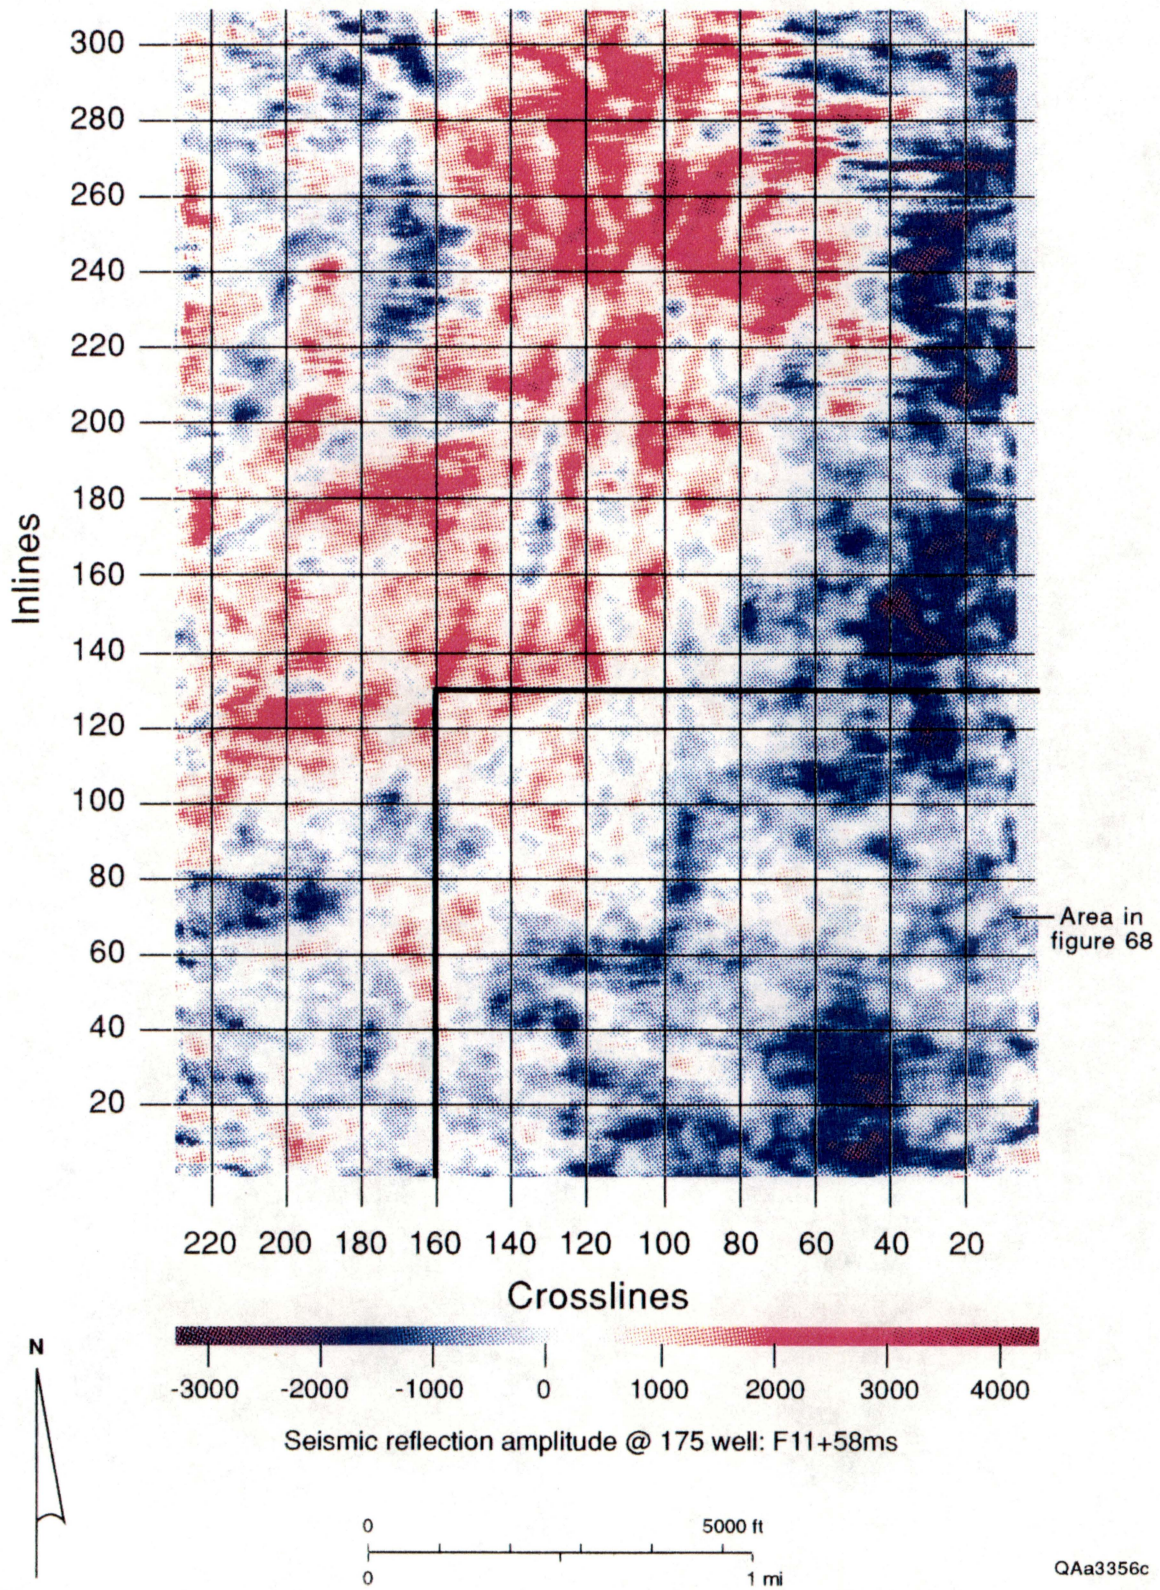 300
280
260
240
220
200
180
160
140
120
100
80
60
40
20
Inlines
Area in
figure 68
220 200 180 160 140 120 100 80 60 40 20
Crosslines
-3000 -2000 -1000 0 1000 2000 3000 4000
Seismic reflection amplitude @ 175 well: F11+58ms
N
0 5000 ft
0 1 mi
QAa3356c